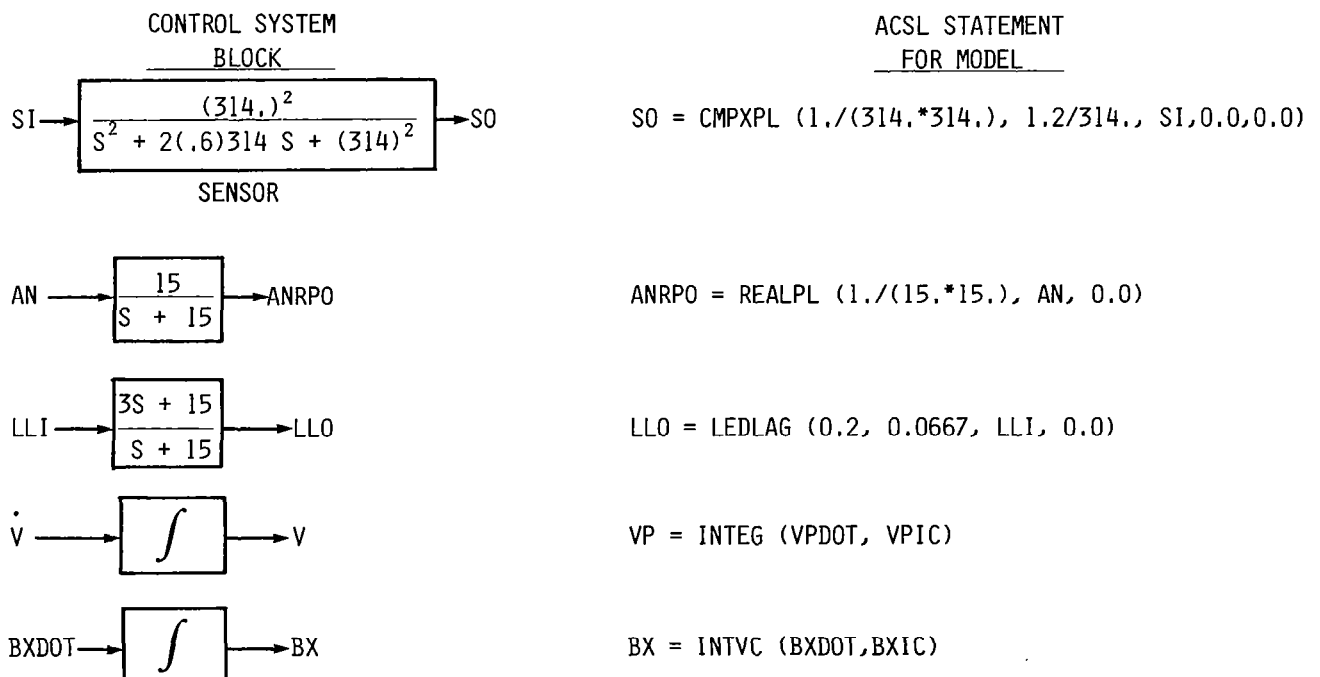 CONTROL SYSTEM
BLOCK
ACSL STATEMENT
FOR MODEL
SI
(314.)²
S² + 2(.6)314 S + (314)²
SO
SENSOR
SO = CMPXPL (1./(314.*314.), 1.2/314., SI,0.0,0.0)
AN
15
S + 15
ANRPO
ANRPO = REALPL (1./(15.*15.), AN, 0.0)
LLI
3S + 15
S + 15
LLO
LLO = LEDLAG (0.2, 0.0667, LLI, 0.0)
V̇
∫
V
VP = INTEG (VPDOT, VPIC)
BXDOT
∫
BX
BX = INTVC (BXDOT,BXIC)